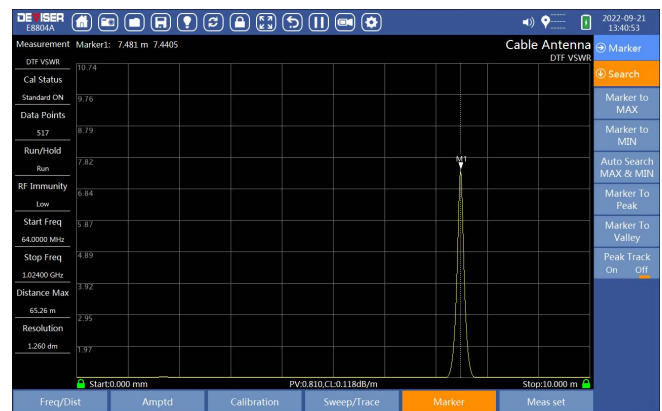 DEVISER
E8804A
2022-09-21
13:40:53
Measurement
DTF VSWR
Cal Status
Standard ON
Data Points
517
Run/Hold
Run
RF Immunity
Low
Start Freq
64.0000 MHz
Stop Freq
1.02400 GHz
Distance Max
65.26 m
Resolution
1.260 dm
Marker1: 7.481 m 7.4405
Cable Antenna
DTF VSWR
10.74
9.76
8.79
7.82
6.84
5.87
4.89
3.92
2.95
1.97
M1
Start:0.000 mm
PV:0.810,CL:0.118dB/m
Stop:10.000 m
Marker
Search
Marker to
MAX
Marker to
MIN
Auto Search
MAX & MIN
Marker To
Peak
Marker To
Valley
Peak Track
On Off
Freq/Dist
Amptd
Calibration
Sweep/Trace
Marker
Meas set